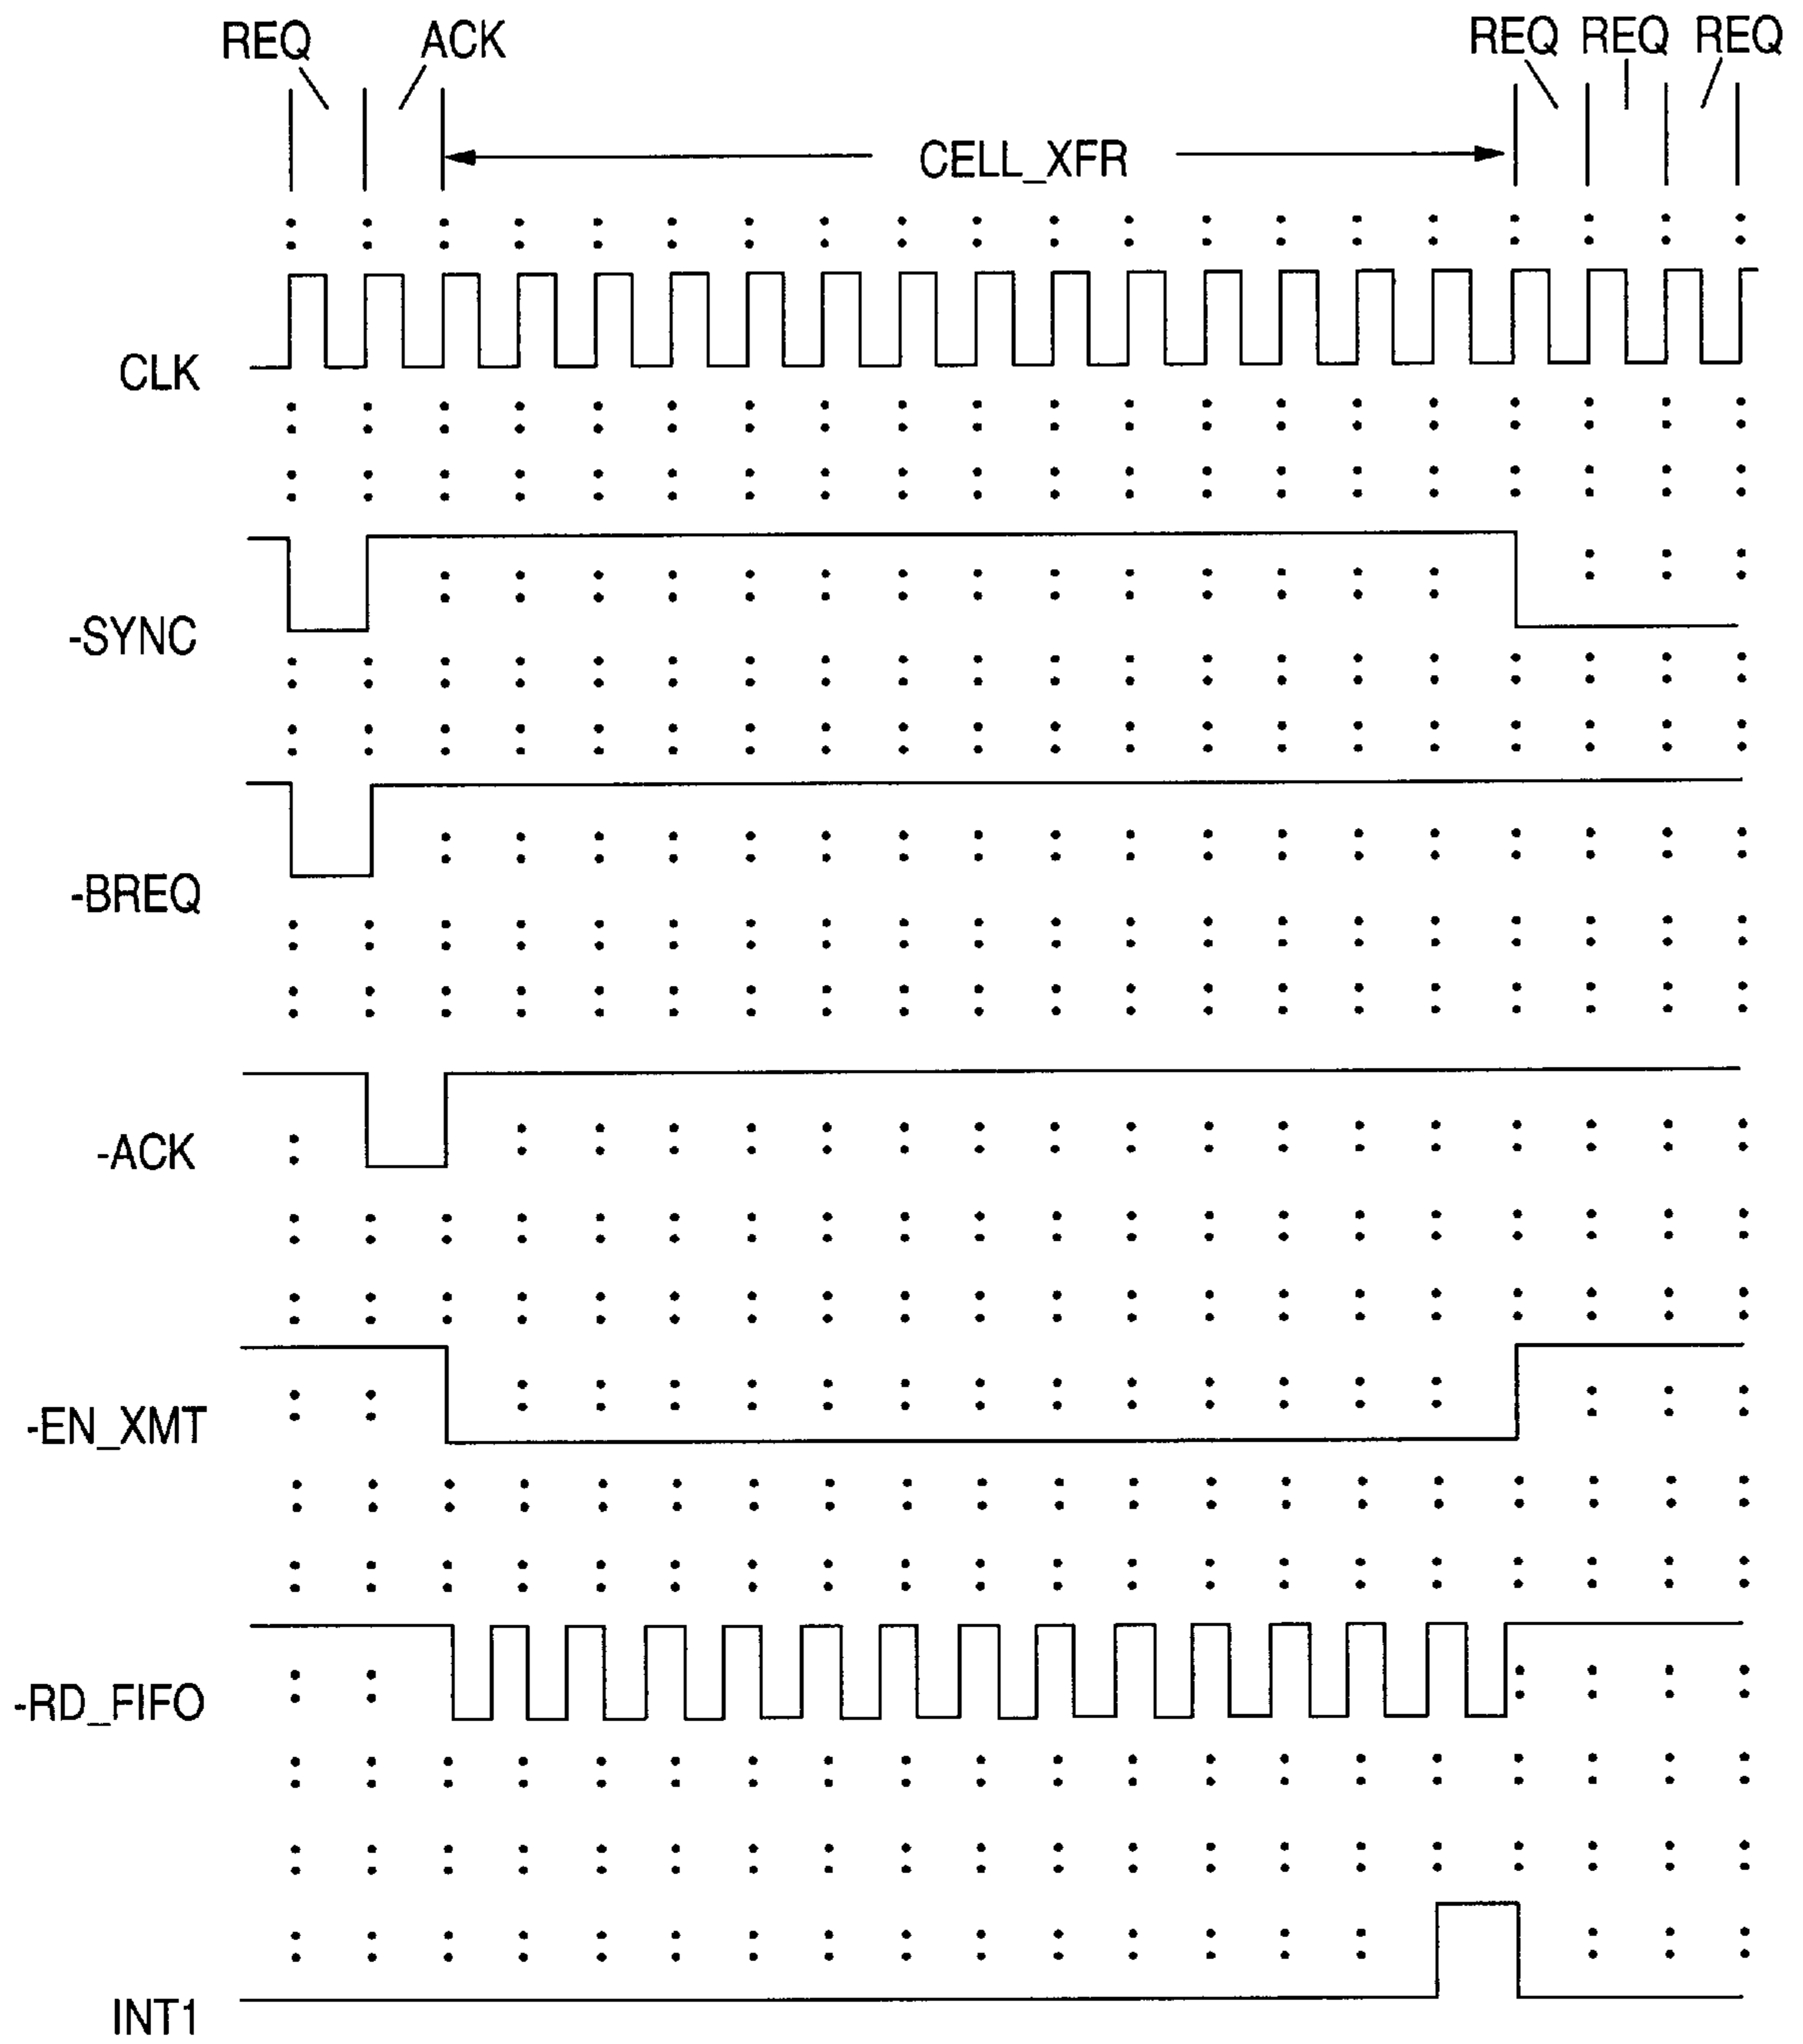 REQ ACK REQ REQ REQ
CELL_XFR
CLK
-SYNC
-BREQ
-ACK
-EN_XMT
-RD_FIFO
INT1